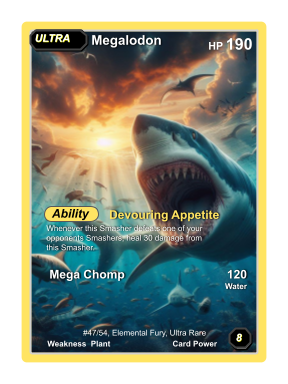 ULTRA Megalodon HP 190
Ability Devouring Appetite
Whenever this Smasher defeats one of your
opponents Smashers, heal 30 damage from
this Smasher.
Mega Chomp 120
Water
#47/54, Elemental Fury, Ultra Rare
Weakness Plant Card Power
8